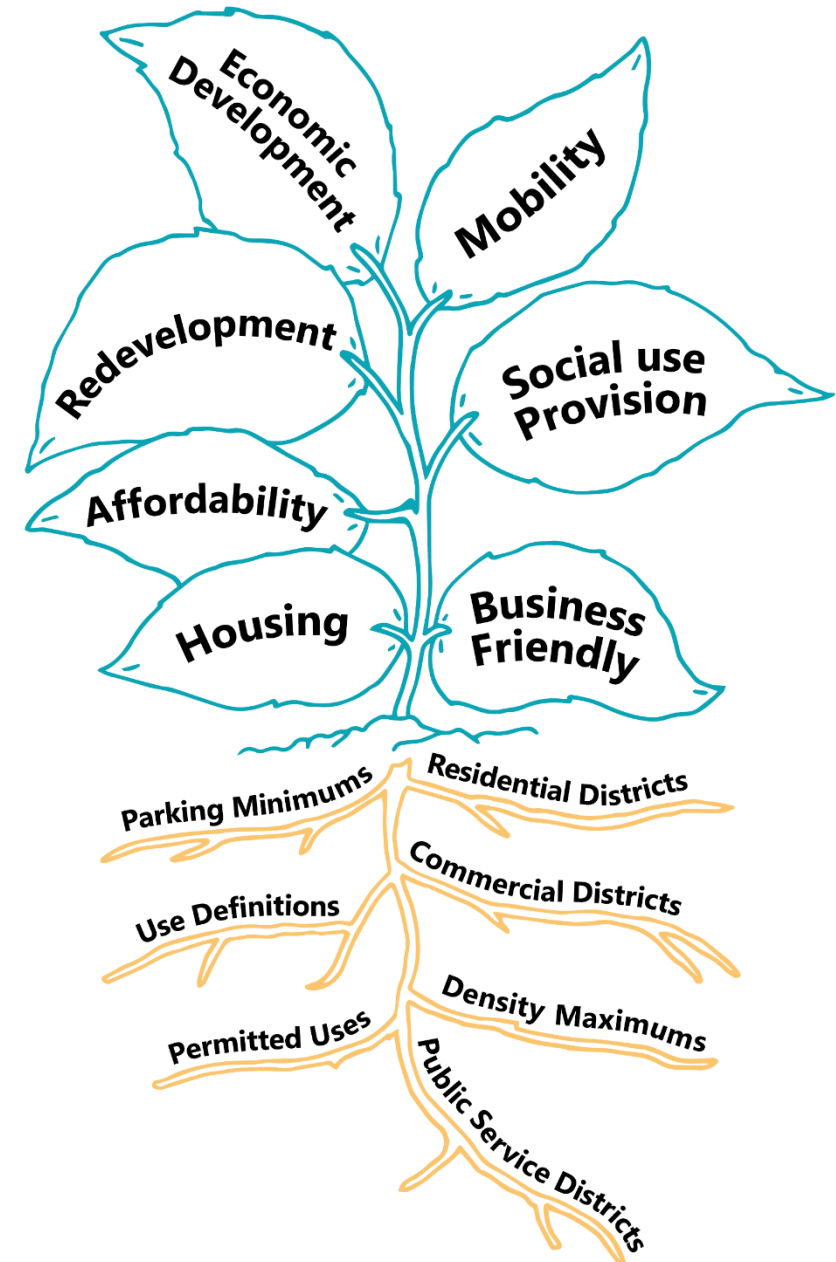 Economic
Development
Mobility
Redevelopment
Social use
Provision
Affordability
Housing
Business
Friendly
Parking Minimums
Residential Districts
Use Definitions
Commercial Districts
Permitted Uses
Density Maximums
Public Service Districts